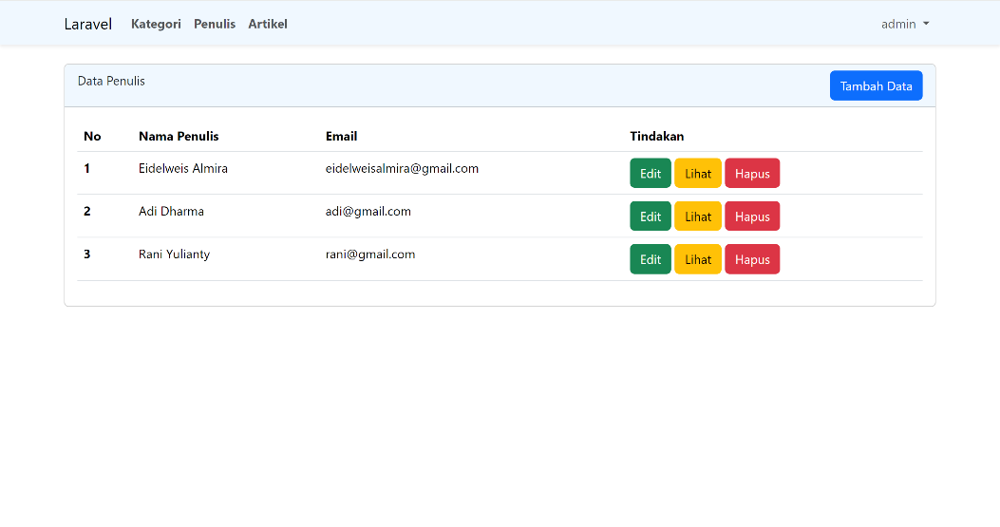 Laravel Kategori Penulis Artikel admin
Data Penulis Tambah Data
No Nama Penulis Email Tindakan
1 Eidelweis Almira eidelweisalmira@gmail.com Edit Lihat Hapus
2 Adi Dharma adi@gmail.com Edit Lihat Hapus
3 Rani Yulianty rani@gmail.com Edit Lihat Hapus